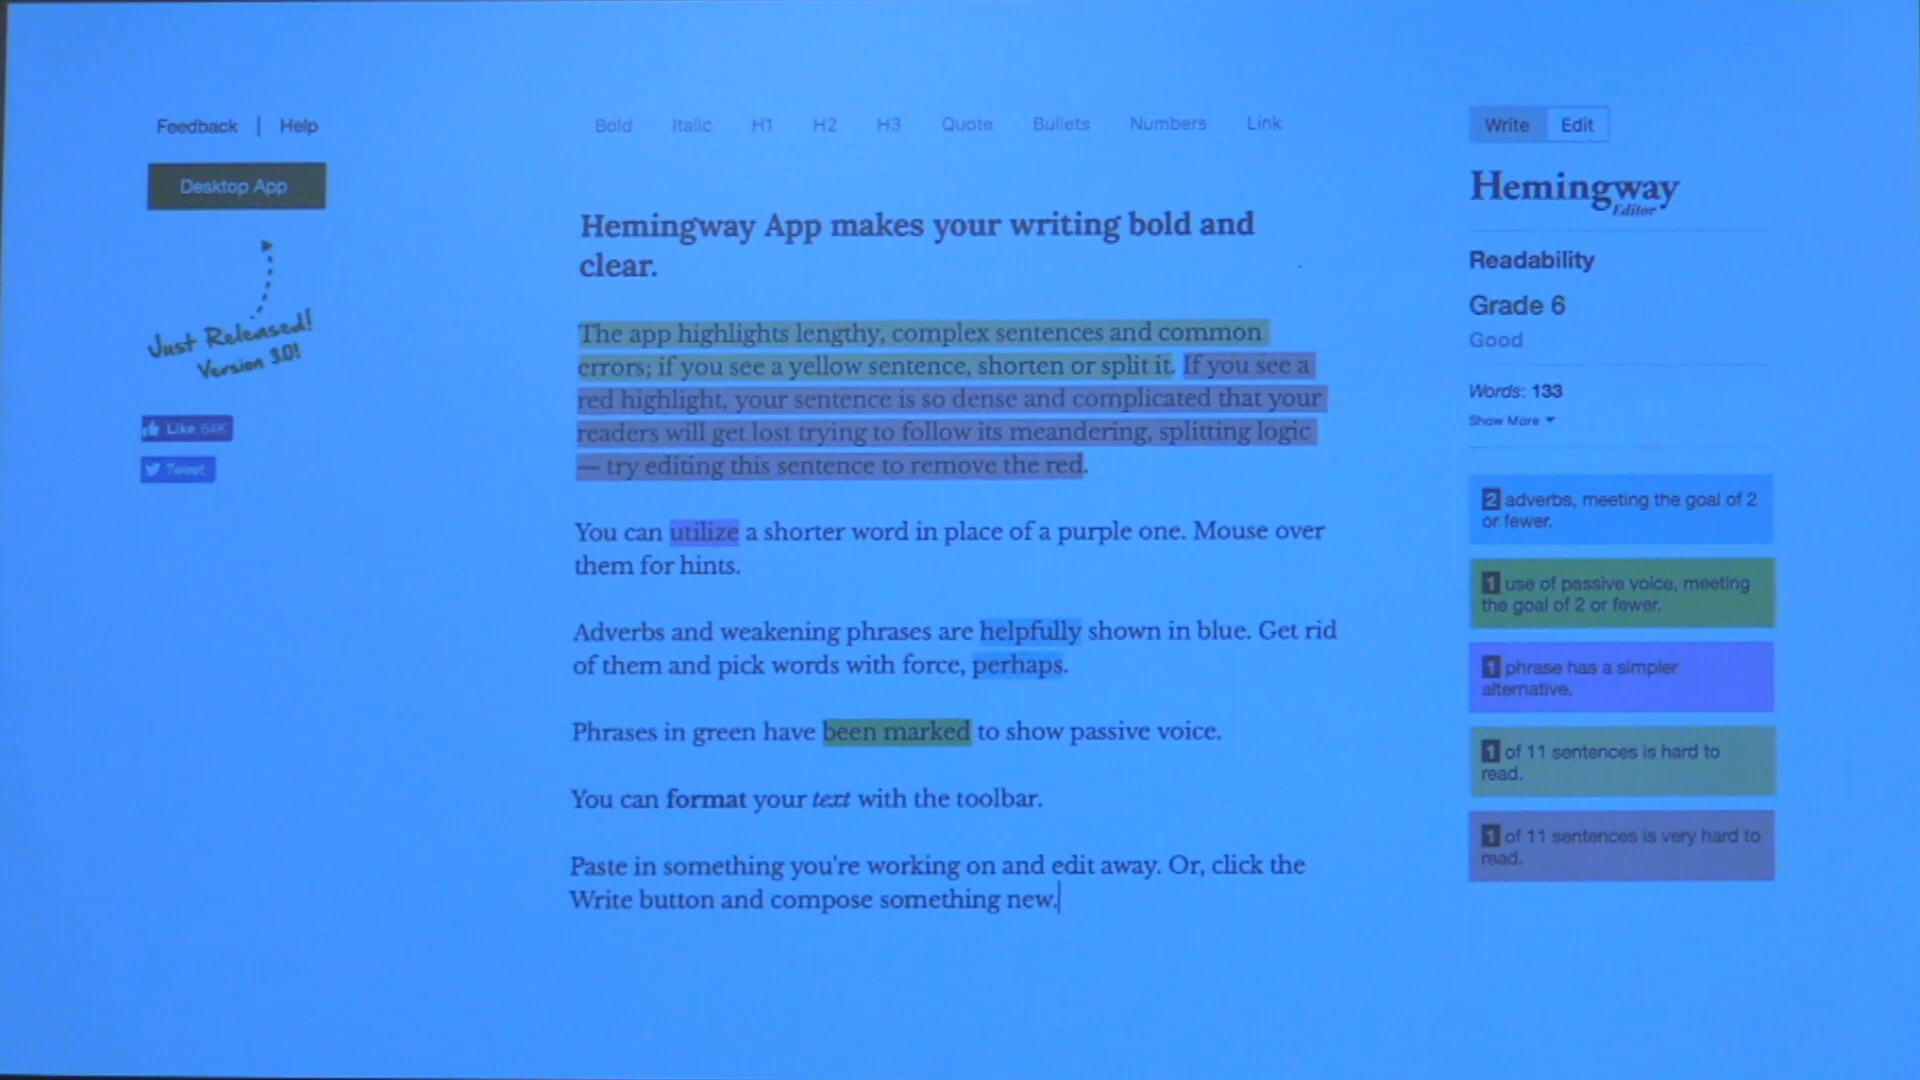 Feedback | Help
Desktop App
Just Released!
Version 3.0!
Like 64K
Tweet
Bold Italic H1 H2 H3 Quote Bullets Numbers Link
Hemingway App makes your writing bold and
clear.
The app highlights lengthy, complex sentences and common
errors; if you see a yellow sentence, shorten or split it. If you see a
red highlight, your sentence is so dense and complicated that your
readers will get lost trying to follow its meandering, splitting logic
— try editing this sentence to remove the red.
You can utilize a shorter word in place of a purple one. Mouse over
them for hints.
Adverbs and weakening phrases are helpfully shown in blue. Get rid
of them and pick words with force, perhaps.
Phrases in green have been marked to show passive voice.
You can format your text with the toolbar.
Paste in something you're working on and edit away. Or, click the
Write button and compose something new.
Write Edit
Hemingway
Editor
Readability
Grade 6
Good
Words: 133
Show More
2 adverbs, meeting the goal of 2
or fewer.
1 use of passive voice, meeting
the goal of 2 or fewer.
1 phrase has a simpler
alternative.
1 of 11 sentences is hard to
read.
1 of 11 sentences is very hard to
read.